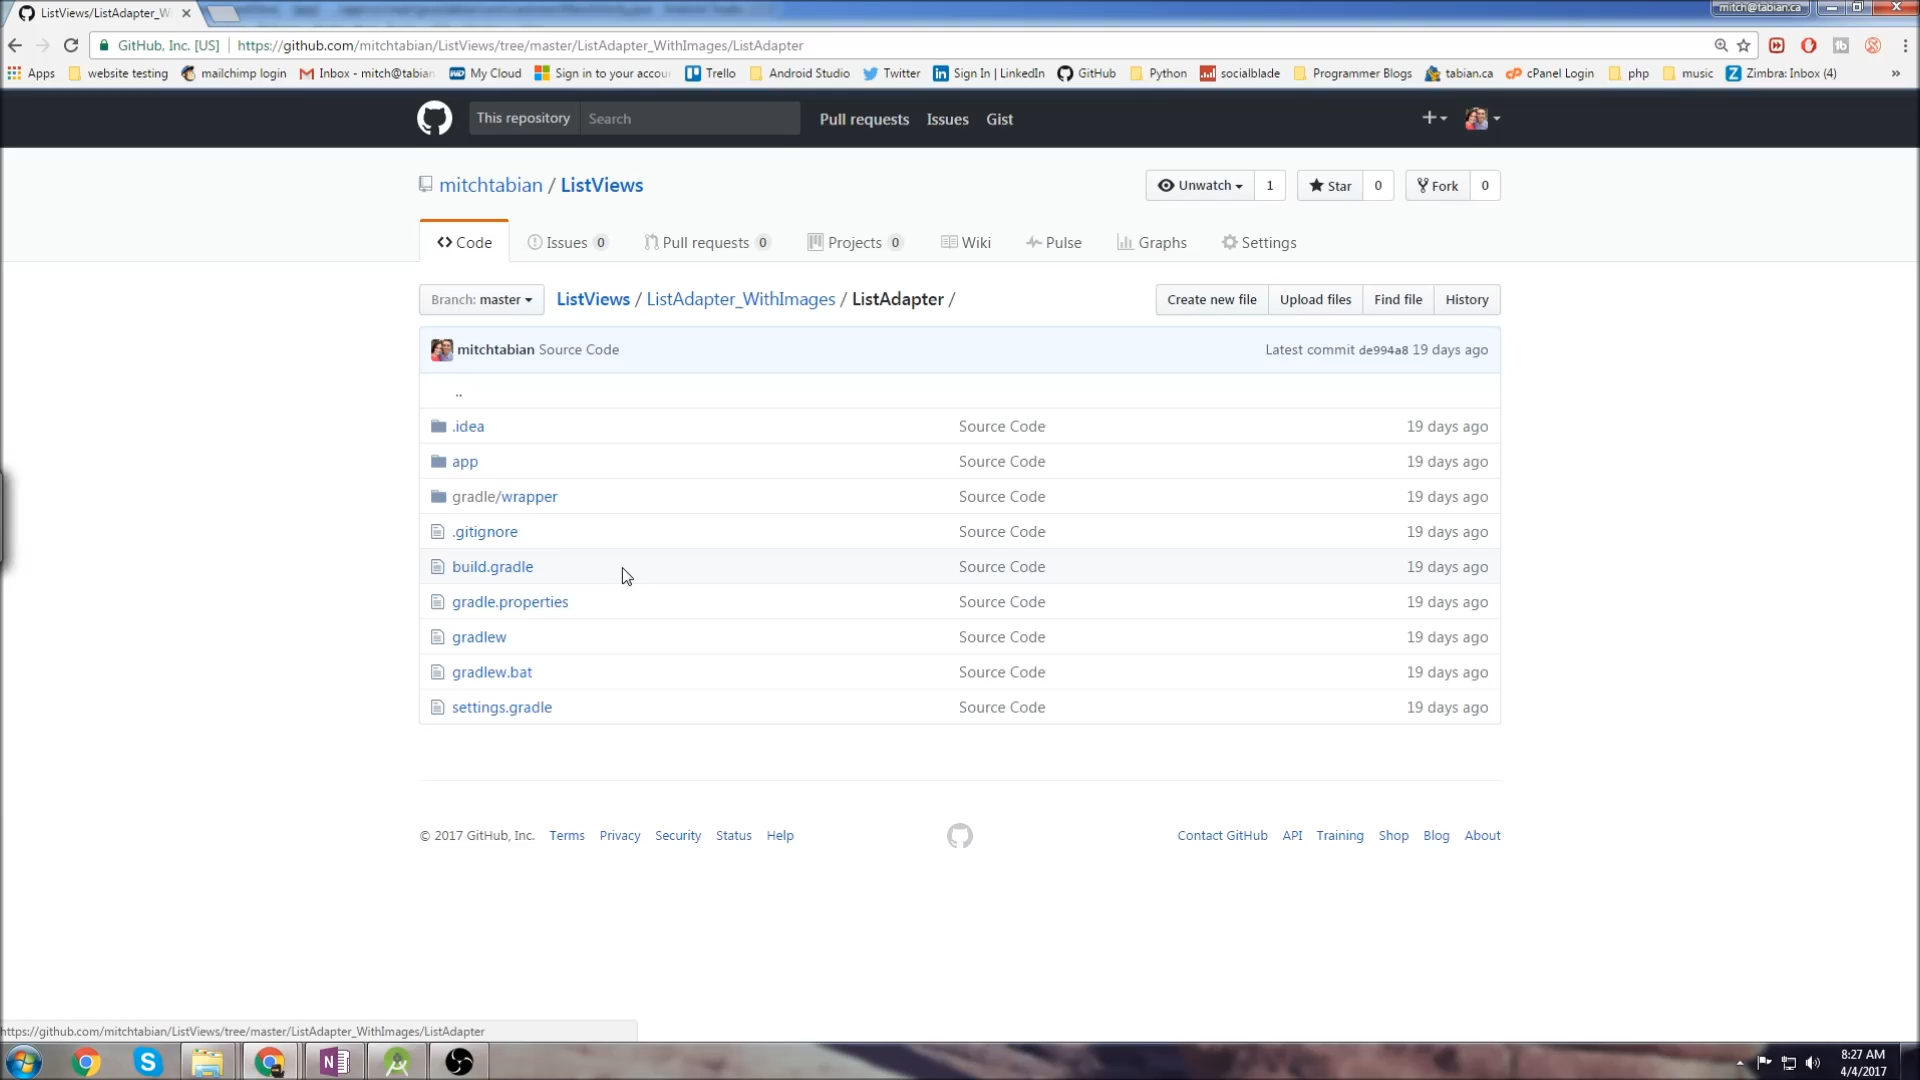 ListViews/ListAdapter_W
mitch@tabian.ca
GitHub, Inc. [US] https://github.com/mitchtabian/ListViews/tree/master/ListAdapter_WithImages/ListAdapter
Apps website testing mailchimp login Inbox - mitch@tabian My Cloud Sign in to your accou Trello Android Studio Twitter Sign In | LinkedIn GitHub Python socialblade Programmer Blogs tabian.ca cPanel Login php music Zimbra: Inbox (4) »
This repository Search Pull requests Issues Gist
mitchtabian / ListViews Unwatch 1 Star 0 Fork 0
Code Issues 0 Pull requests 0 Projects 0 Wiki Pulse Graphs Settings
Branch: master ListViews / ListAdapter_WithImages / ListAdapter / Create new file Upload files Find file History
mitchtabian Source Code Latest commit de994a8 19 days ago
..
.idea Source Code 19 days ago
app Source Code 19 days ago
gradle/wrapper Source Code 19 days ago
.gitignore Source Code 19 days ago
build.gradle Source Code 19 days ago
gradle.properties Source Code 19 days ago
gradlew Source Code 19 days ago
gradlew.bat Source Code 19 days ago
settings.gradle Source Code 19 days ago
© 2017 GitHub, Inc. Terms Privacy Security Status Help Contact GitHub API Training Shop Blog About
https://github.com/mitchtabian/ListViews/tree/master/ListAdapter_WithImages/ListAdapter
8:27 AM
4/4/2017